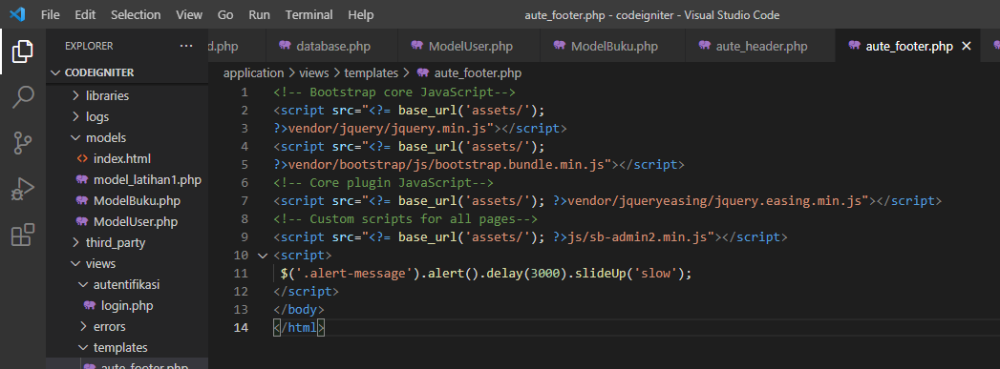 File Edit Selection View Go Run Terminal Help aute_footer.php - codeigniter - Visual Studio Code
EXPLORER ···
CODEIGNITER
libraries
logs
models
index.html
model_latihan1.php
ModelBuku.php
ModelUser.php
third_party
views
autentifikasi
login.php
errors
templates
aute_footer.php
d.php database.php ModelUser.php ModelBuku.php aute_header.php aute_footer.php
application > views > templates > aute_footer.php
1 <!-- Bootstrap core JavaScript-->
2 <script src="<?= base_url('assets/');
3 ?>vendor/jquery/jquery.min.js"></script>
4 <script src="<?= base_url('assets/');
5 ?>vendor/bootstrap/js/bootstrap.bundle.min.js"></script>
6 <!-- Core plugin JavaScript-->
7 <script src="<?= base_url('assets/'); ?>vendor/jqueryeasing/jquery.easing.min.js"></script>
8 <!-- Custom scripts for all pages-->
9 <script src="<?= base_url('assets/'); ?>js/sb-admin2.min.js"></script>
10 <script>
11 $('.alert-message').alert().delay(3000).slideUp('slow');
12 </script>
13 </body>
14 </html>